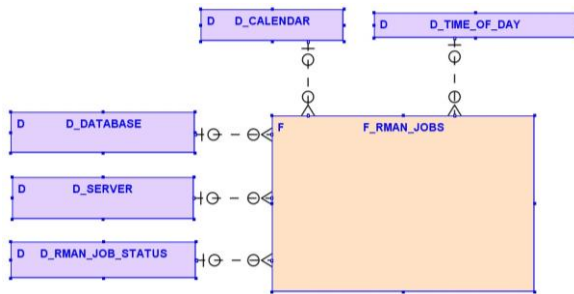 D D_CALENDAR
D D_TIME_OF_DAY
D D_DATABASE
F F_RMAN_JOBS
D D_SERVER
D D_RMAN_JOB_STATUS